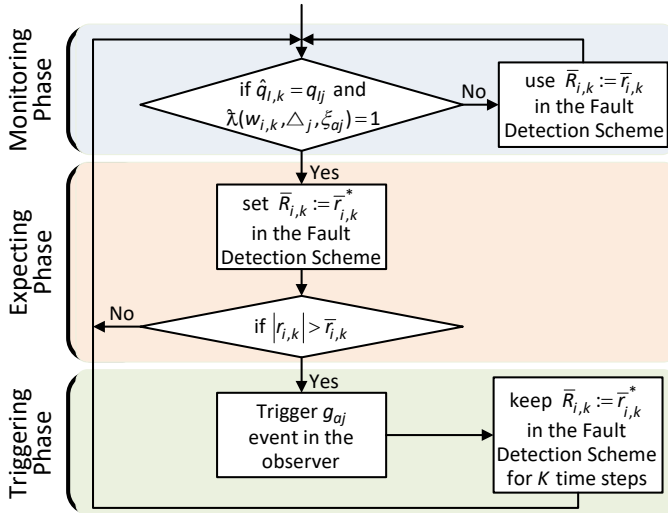 Monitoring
Phase
if q̂_{I,k} = q_{Ij} and
λ̂(w_{i,k}, △_j, ξ_{aj}) = 1
No
use R̅_{i,k} := r̅_{i,k}
in the Fault
Detection Scheme
Yes
Expecting
Phase
set R̅_{i,k} := r̅*_{i,k}
in the Fault
Detection Scheme
No
if |r_{i,k}| > r̅_{i,k}
Yes
Triggering
Phase
Trigger g_{aj}
event in the
observer
keep R̅_{i,k} := r̅*_{i,k}
in the Fault
Detection Scheme
for K time steps